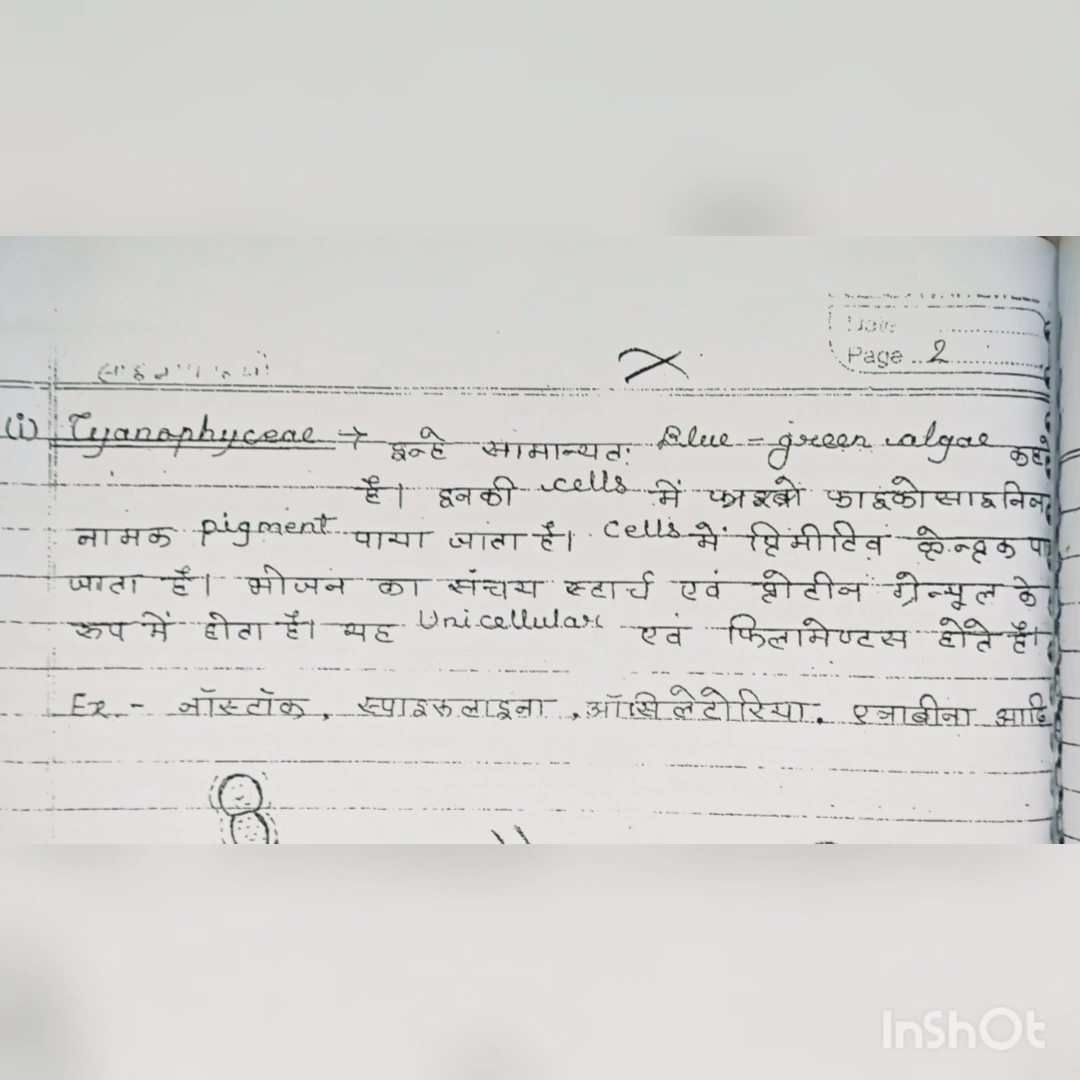 Date
Page 2
(i) Cyanophyceae → इन्हे सामान्यत: Blue-green algae कहते
है। इनकी cells में फाइको साइनिन
नामक pigment पाया जाता है। cells में प्रिमीटिव केन्द्रक पा
जाता है। भोजन का संचय स्टार्च एवं प्रोटीन ग्रेन्यूल के
रूप में होता है। यह Unicellular एवं फिलामेण्टस होते है।
Ex.- नॉस्टॉक, स्पाइरुलाइना, ऑसिलेटोरिया, एनाबीना आदि
InShOt